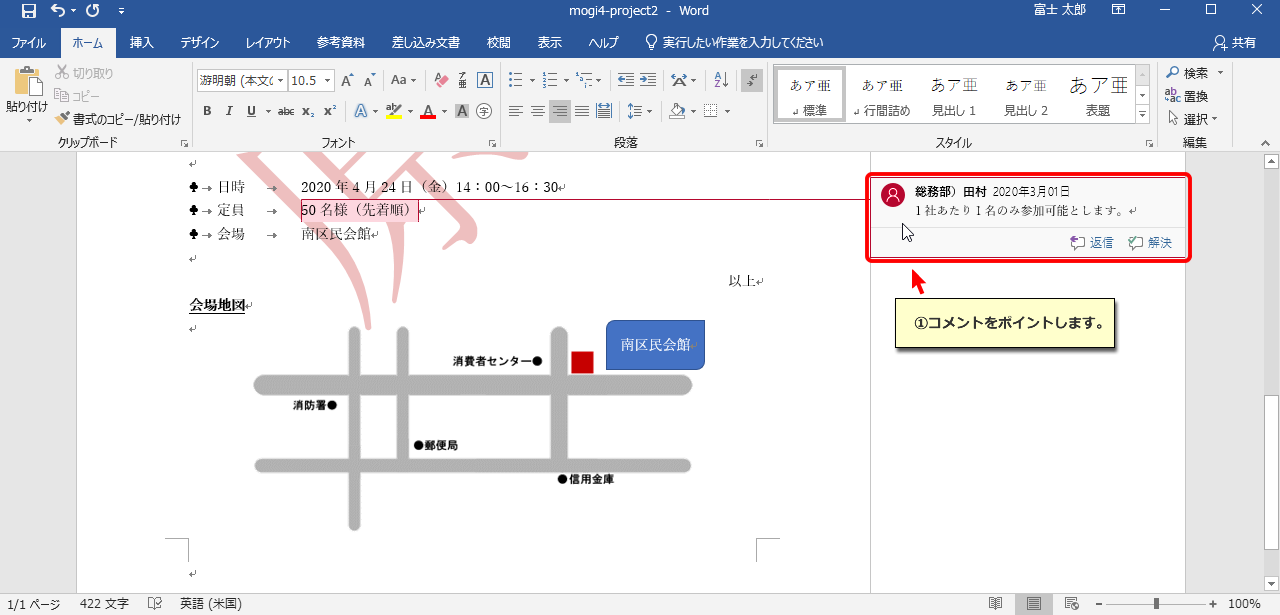 mogi4-project2 - Word
富士 太郎
ファイル ホーム 挿入 デザイン レイアウト 参考資料 差し込み文書 校閲 表示 ヘルプ 実行したい作業を入力してください 共有
貼り付け
切り取り
コピー
書式のコピー/貼り付け
クリップボード
游明朝 (本文の 10.5
Aa
B I U abc x₂ x²
フォント
段落
あア亜 あア亜 あア亜 あア亜 あア亜
標準 行間詰め 見出し 1 見出し 2 表題
スタイル
検索
置換
選択
編集
日時 2020 年 4 月 24 日（金）14：00～16：30
定員 50 名様（先着順）
会場 南区民会館
以上
総務部）田村 2020年3月01日
1 社あたり 1 名のみ参加可能とします。
返信 解決
①コメントをポイントします。
会場地図
南区民会館
消費者センター●
消防署●
●郵便局
●信用金庫
1/1 ページ 422 文字 英語 (米国) 100%